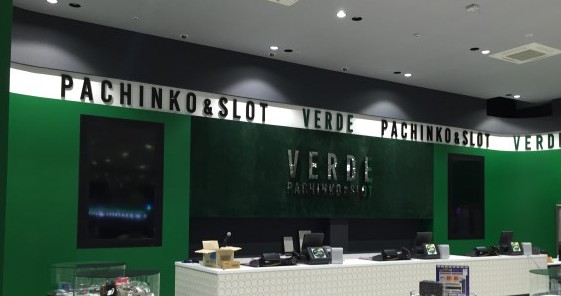 PACHINKO & SLOT VERDE PACHINKO & SLOT VERDE
VERDE
PACHINKO & SLOT